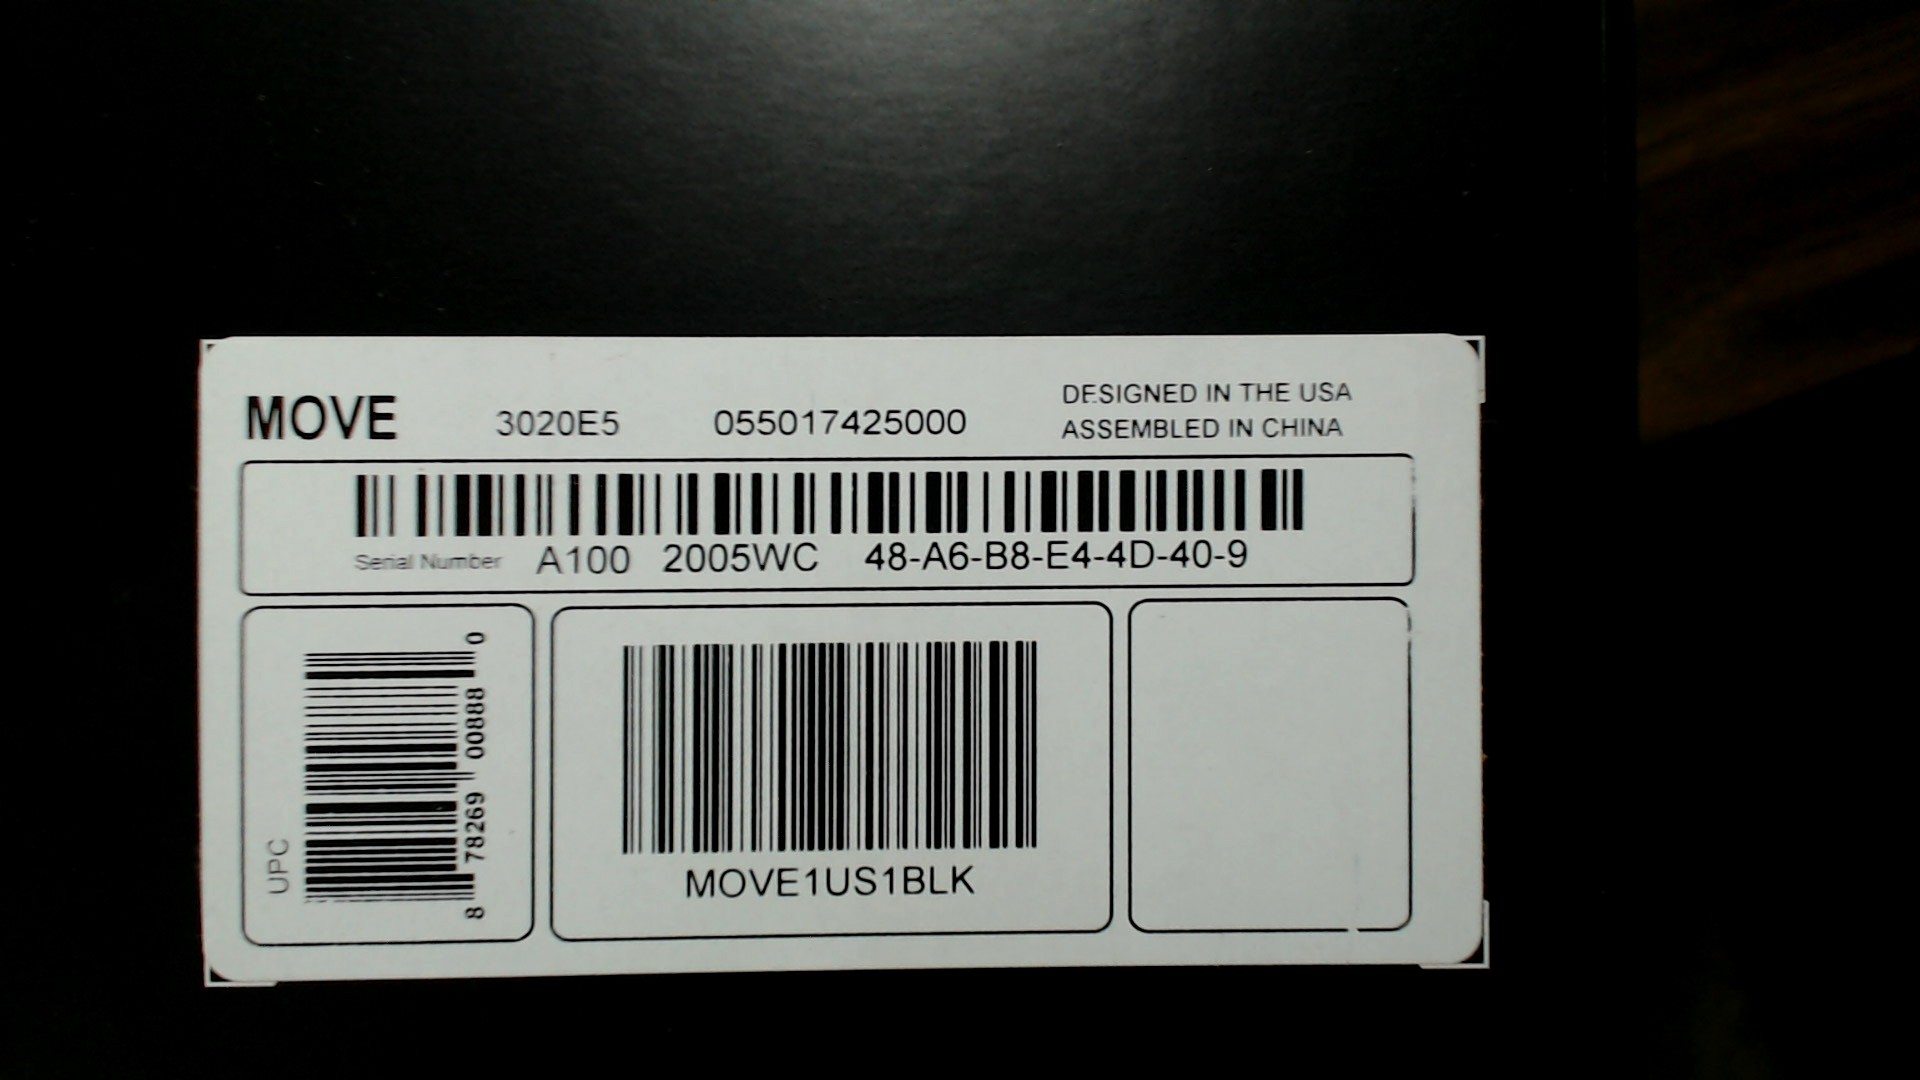 MOVE 3020E5 055017425000
DESIGNED IN THE USA
ASSEMBLED IN CHINA
Serial Number A100 2005WC 48-A6-B8-E4-4D-40-9
UPC
8 78269 00888 0
MOVE1US1BLK